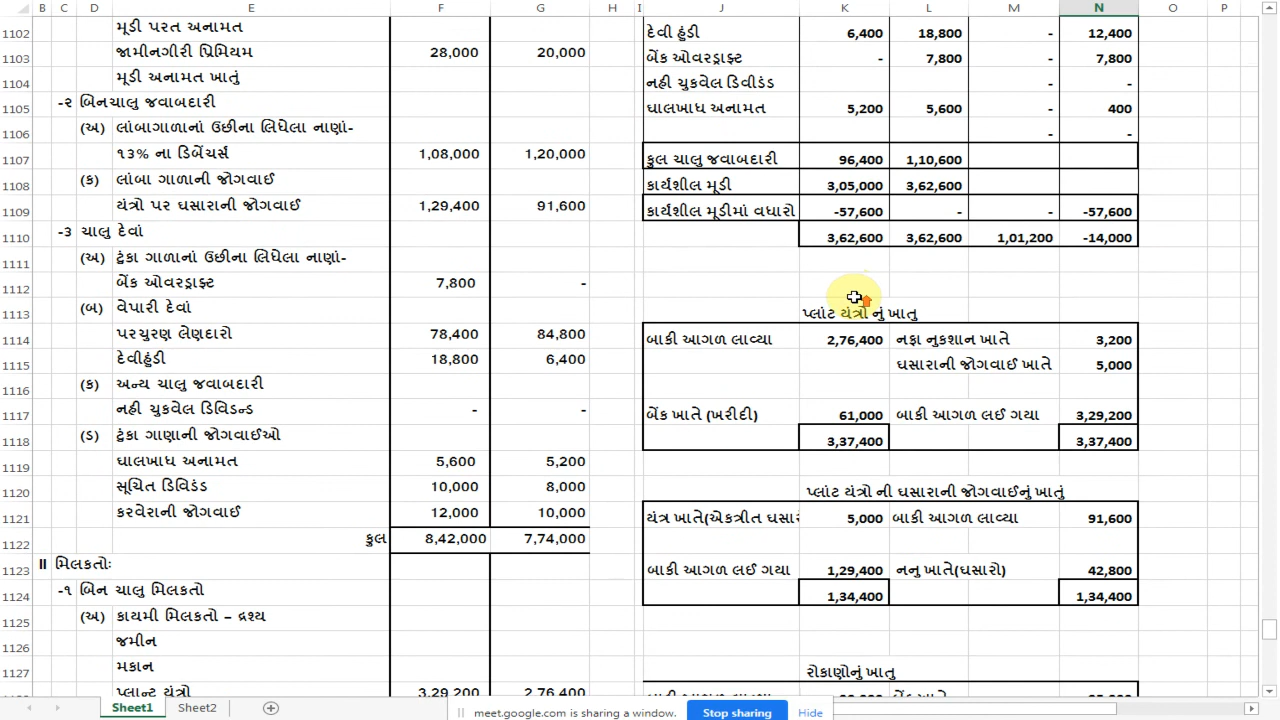 B C D E F G H I J K L M N O P
1102 મૂડી પરત અનામત દેવી હુંડી 6,400 18,800 - 12,400
1103 જામીનગીરી પ્રિમિયમ 28,000 20,000 બેંક ઓવરડ્રાફ્ટ - 7,800 - 7,800
1104 મૂડી અનામત ખાતું નહી ચુકવેલ ડિવીડંડ - -
1105 -૨ બિનચાલુ જવાબદારી ઘાલખાધ અનામત 5,200 5,600 400
1106 (અ) લાંબાગાળાનાં ઉછીના લિધેલા નાણાં- - -
1107 ૧૩% ના ડિબેંચર્સ 1,08,000 1,20,000 કુલ ચાલુ જવાબદારી 96,400 1,10,600
1108 (ક) લાંબા ગાળાની જોગવાઈ કાર્યશીલ મૂડી 3,05,000 3,62,600
1109 યંત્રો પર ઘસારાની જોગવાઈ 1,29,400 91,600 કાર્યશીલ મૂડીમાં વધારો -57,600 - - -57,600
1110 -૩ ચાલુ દેવાં 3,62,600 3,62,600 1,01,200 -14,000
1111 (અ) ટુંકા ગાળાનાં ઉછીના લિધેલા નાણાં-
1112 બેંક ઓવરડ્રાફ્ટ 7,800 -
1113 (બ) વેપારી દેવાં પ્લાંટ યંત્રો નું ખાતુ
1114 પરચુરણ લેણદારો 78,400 84,800 બાકી આગળ લાવ્યા 2,76,400 નફા નુકશાન ખાતે 3,200
1115 દેવીહુંડી 18,800 6,400 ઘસારાની જોગવાઈ ખાતે 5,000
1116 (ક) અન્ય ચાલુ જવાબદારી
1117 નહી ચુકવેલ ડિવિડન્ડ - - બેંક ખાતે (ખરીદી) 61,000 બાકી આગળ લઈ ગયા 3,29,200
1118 (ડ) ટુંકા ગાણાની જોગવાઈઓ 3,37,400 3,37,400
1119 ઘાલખાધ અનામત 5,600 5,200
1120 સૂચિત ડિવિડંડ 10,000 8,000 પ્લાંટ યંત્રો ની ઘસારાની જોગવાઈનું ખાતું
1121 કરવેરાની જોગવાઈ 12,000 10,000 યંત્ર ખાતે(એકત્રીત ઘસાર 5,000 બાકી આગળ લાવ્યા 91,600
1122 કુલ 8,42,000 7,74,000
1123 II મિલકતોઃ બાકી આગળ લઈ ગયા 1,29,400 નનુ ખાતે(ઘસારો) 42,800
1124 -૧ બિન ચાલુ મિલકતો 1,34,400 1,34,400
1125 (અ) કાયમી મિલકતો – દ્રશ્ય
1126 જમીન
1127 મકાન રોકાણોનું ખાતુ
પ્લાન્ટ યંત્રો 3,29,200 2,76,400
Sheet1 Sheet2
meet.google.com is sharing a window. Stop sharing Hide